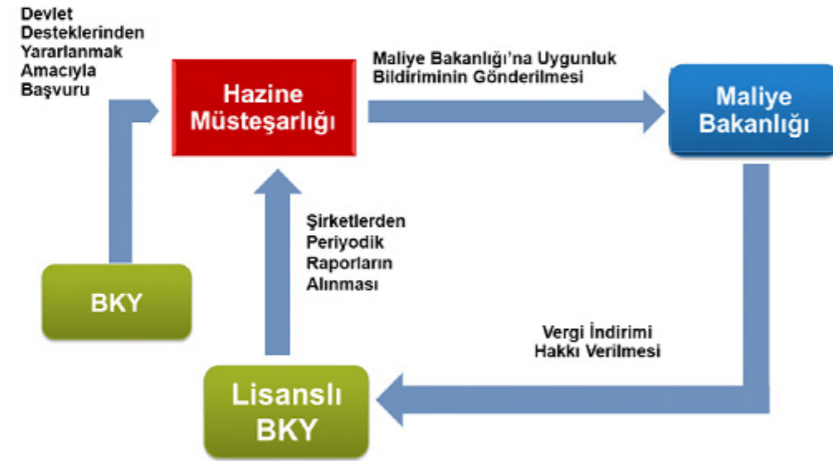 Devlet
Desteklerinden
Yararlanmak
Amacıyla
Başvuru
Hazine
Müsteşarlığı
Maliye Bakanlığı'na Uygunluk
Bildiriminin Gönderilmesi
Maliye
Bakanlığı
Şirketlerden
Periyodik
Raporların
Alınması
BKY
Vergi İndirimi
Hakkı Verilmesi
Lisanslı
BKY